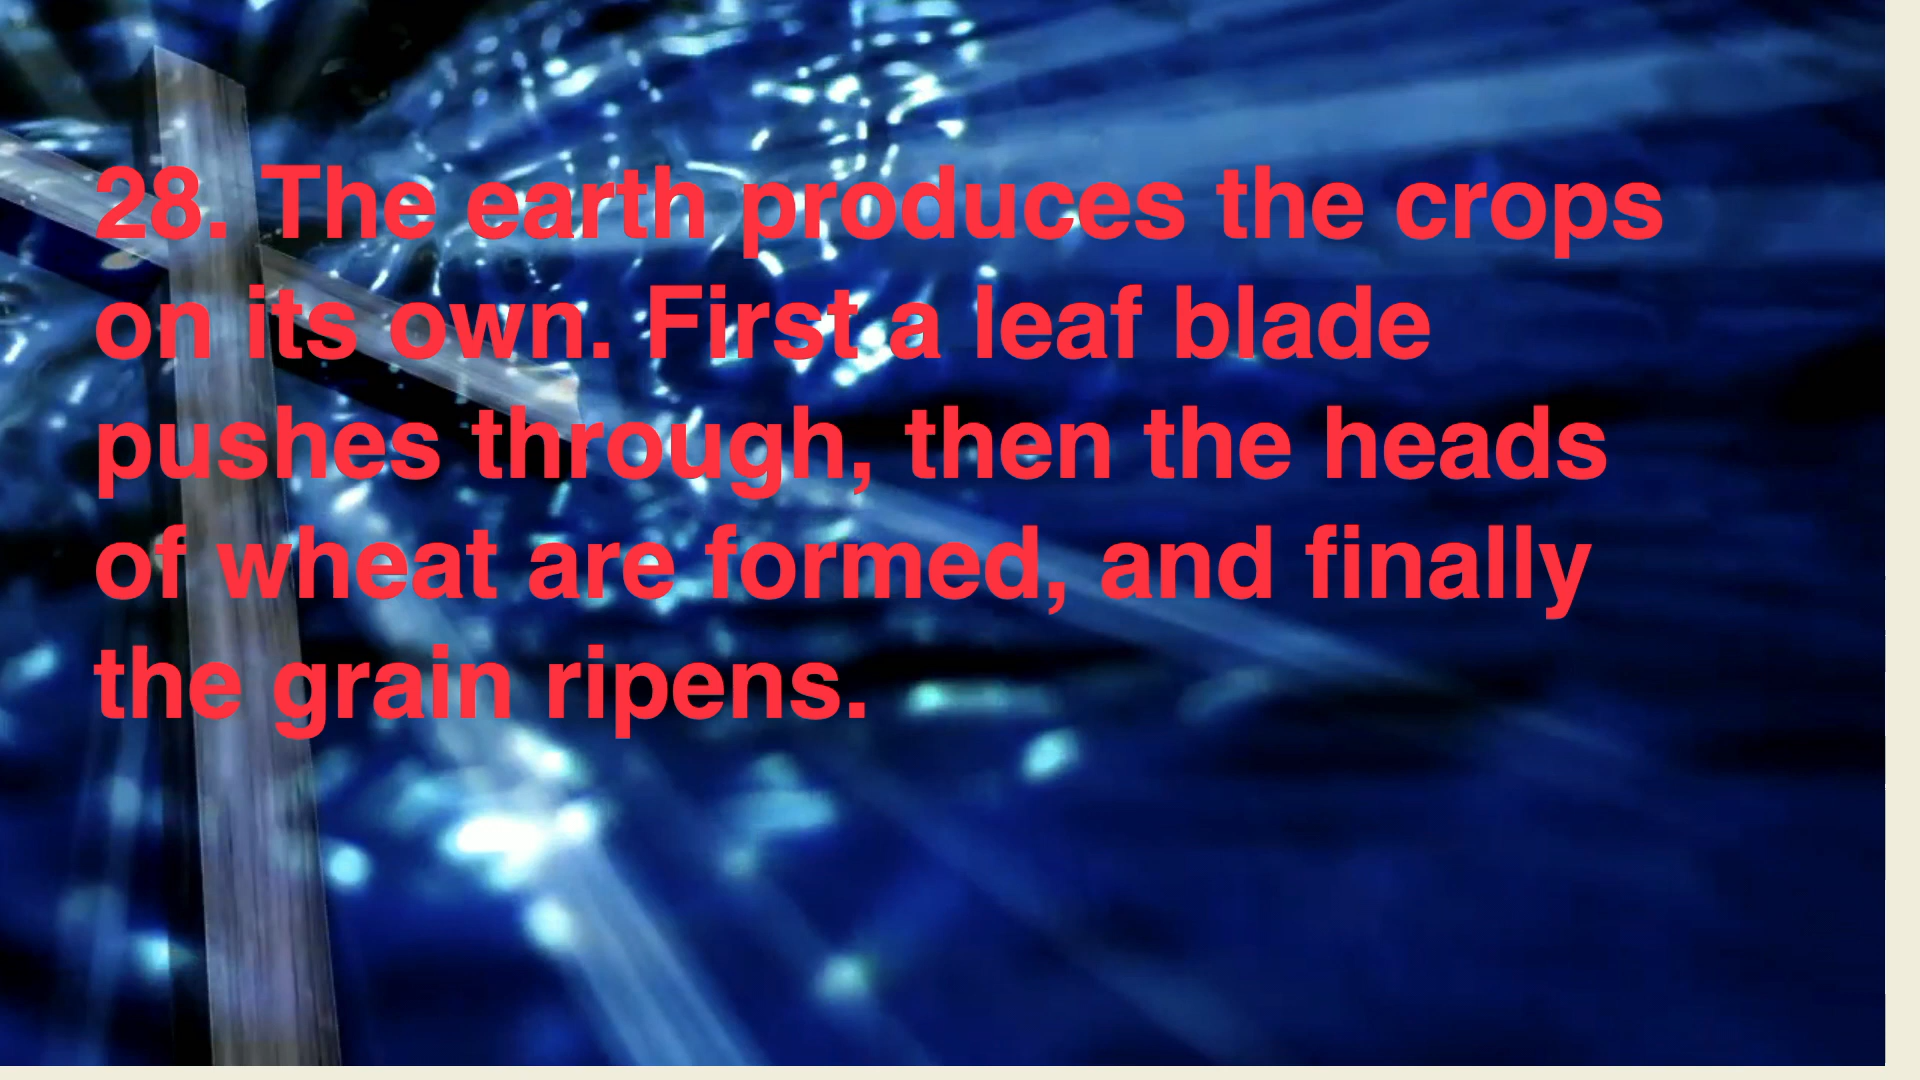 28. The earth produces the crops
on its own. First a leaf blade
pushes through, then the heads
of wheat are formed, and finally
the grain ripens.